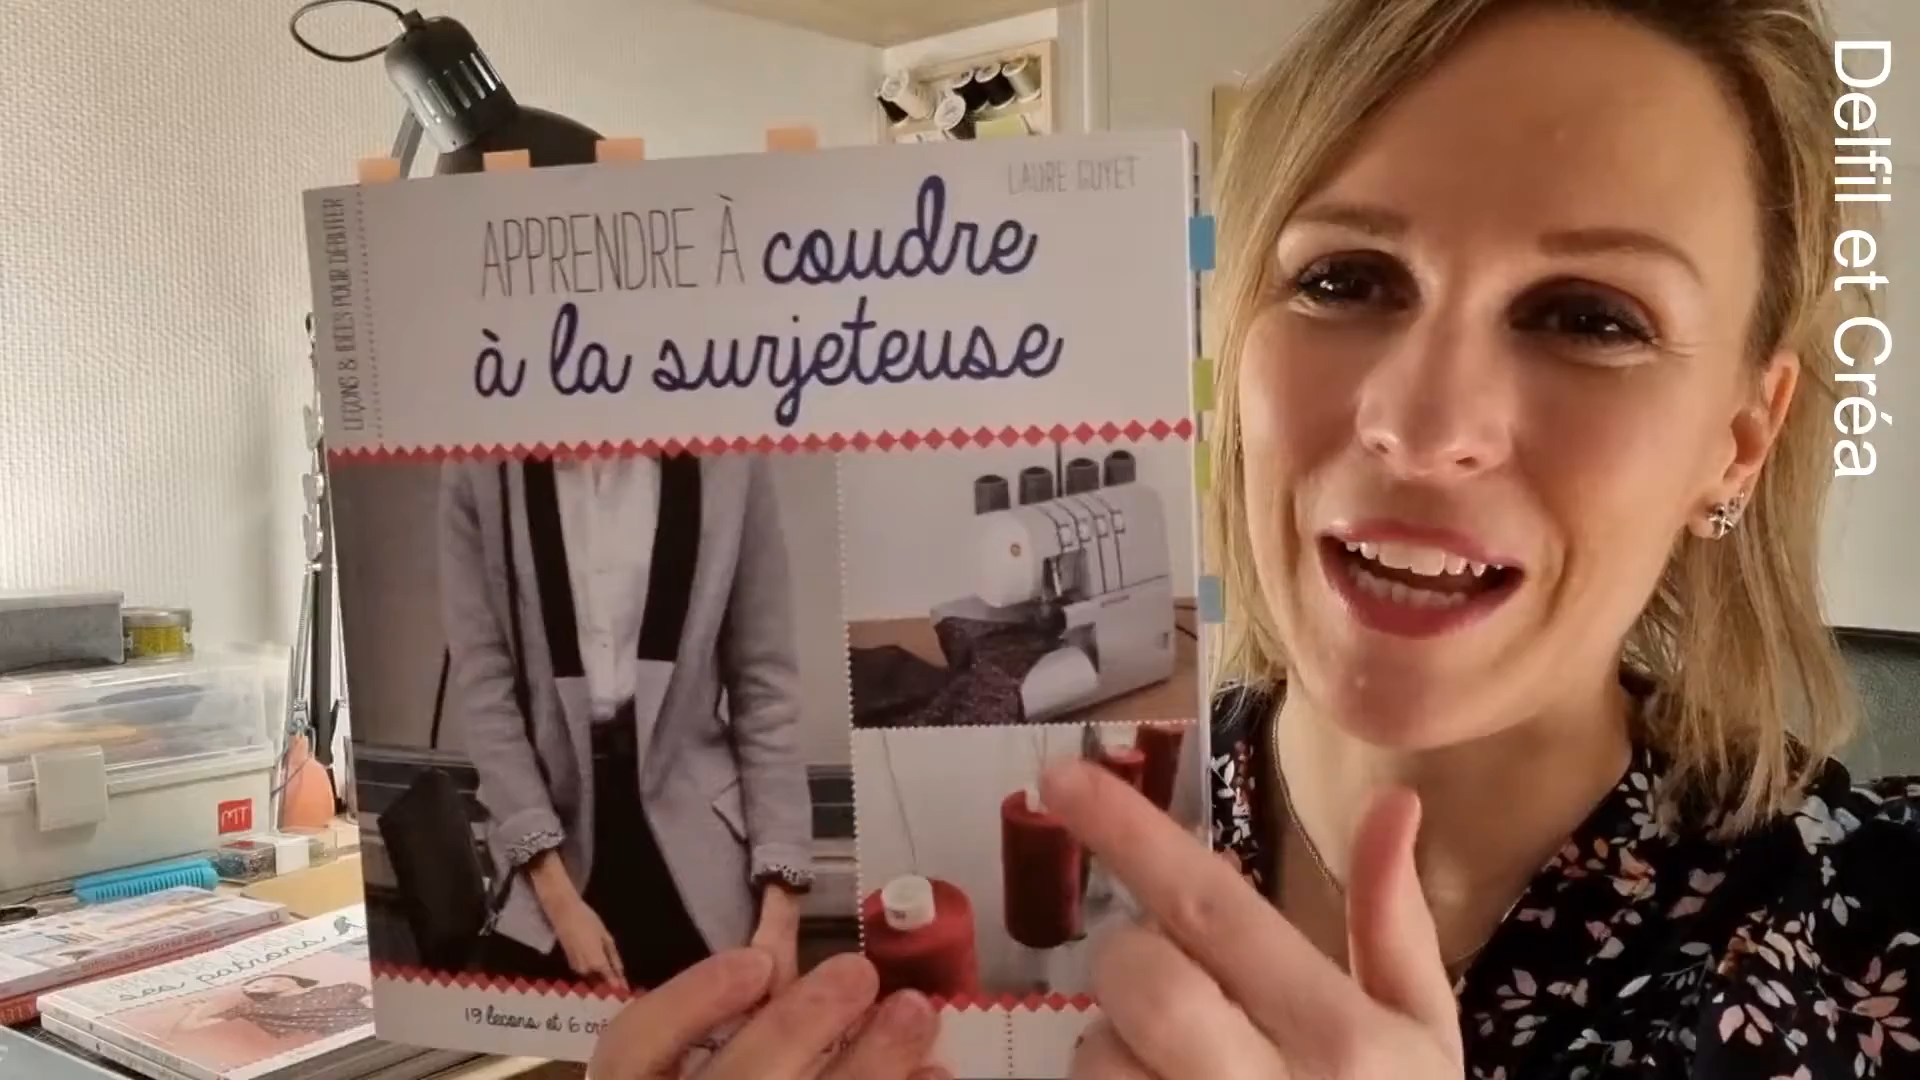 LAURE GUYET
APPRENDRE À coudre
à la surjeteuse
LEÇONS & IDÉES POUR DÉBUTER
19 leçons et 6
MT
Delfil et Créa